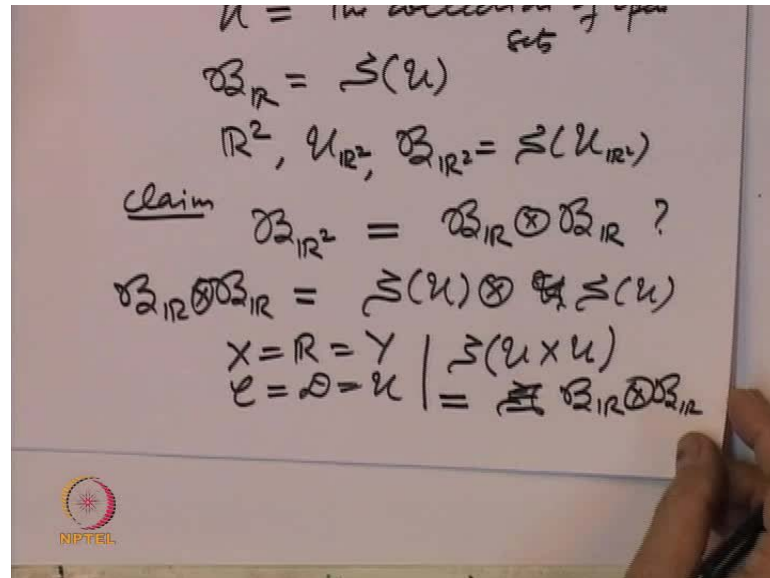 𝒰 = The collection of open
sets
𝓑_ℝ = 𝒮(𝒰)
ℝ², 𝒰_ℝ², 𝓑_ℝ² = 𝒮(𝒰_ℝ²)
Claim 𝓑_ℝ² = 𝓑_ℝ ⊗ 𝓑_ℝ ?
𝓑_ℝ ⊗ 𝓑_ℝ = 𝒮(𝒰) ⊗ 𝒮(𝒰)
X = ℝ = Y | 𝒮(𝒰 × 𝒰)
𝒞 = 𝒟 = 𝒰 | = 𝓑_ℝ ⊗ 𝓑_ℝ
NPTEL